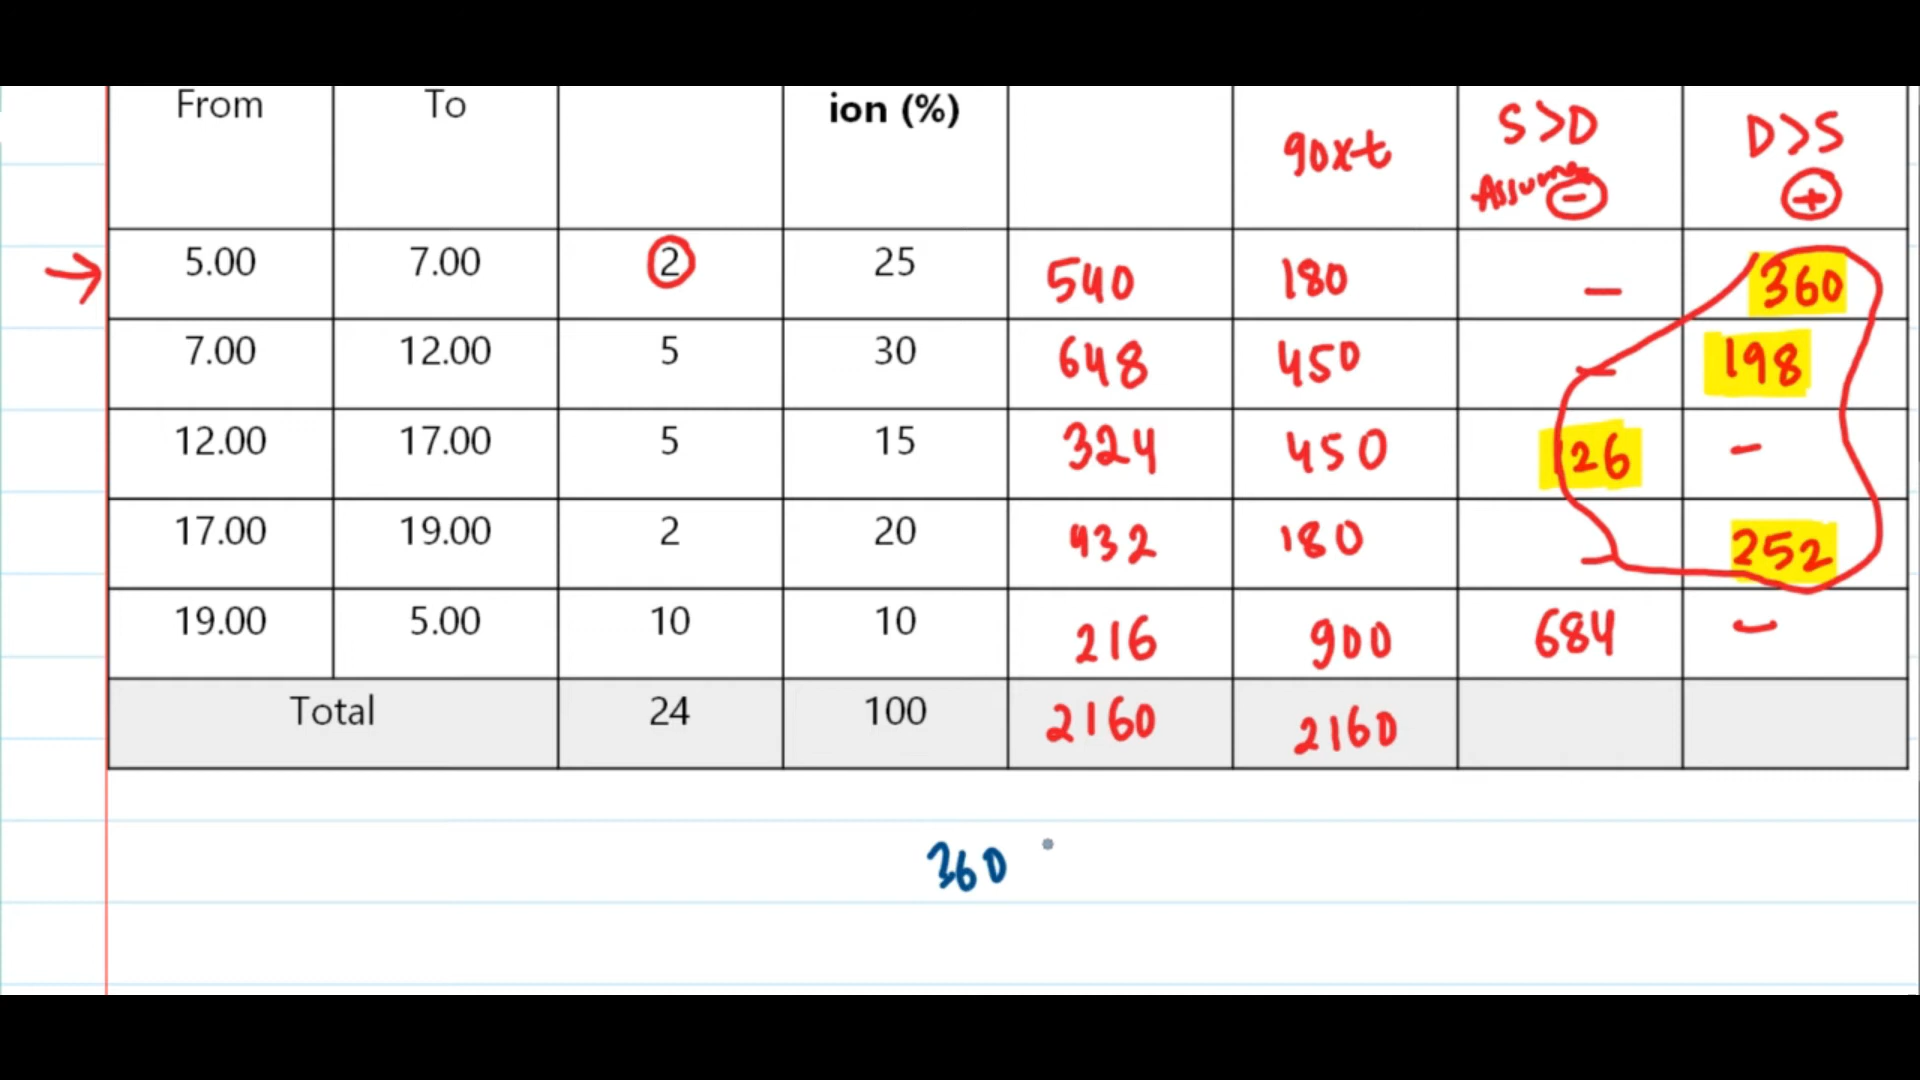 From To ion (%) 90xt S>D D>S
Assume - +
5.00 7.00 2 25 540 180 - 360
7.00 12.00 5 30 648 450 - 198
12.00 17.00 5 15 324 450 126 -
17.00 19.00 2 20 432 180 - 252
19.00 5.00 10 10 216 900 684 -
Total 24 100 2160 2160
360